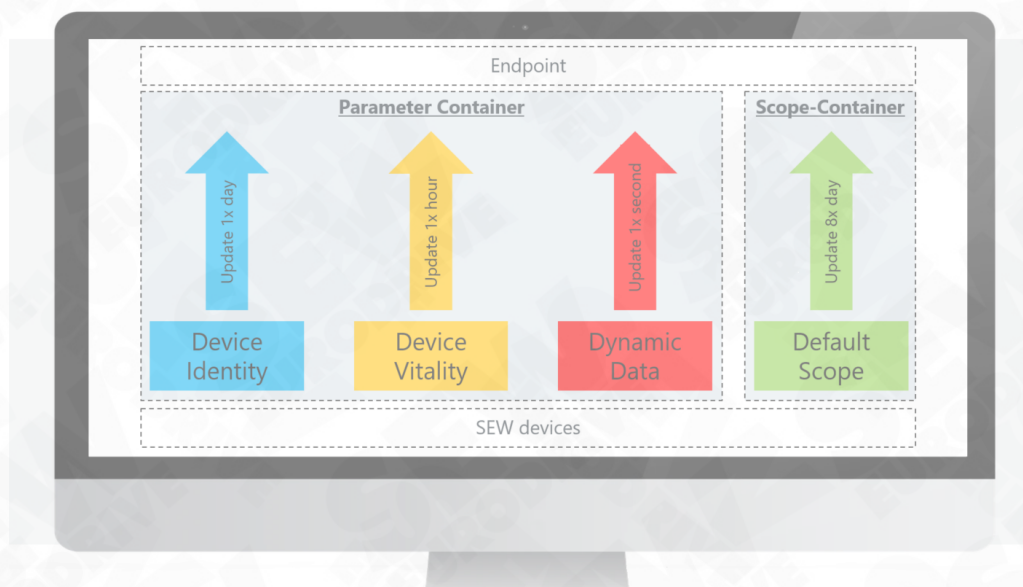 Endpoint
Parameter Container
Scope-Container
Update 1x day
Update 1x hour
Update 1x second
Update 8x day
Device
Identity
Device
Vitality
Dynamic
Data
Default
Scope
SEW devices